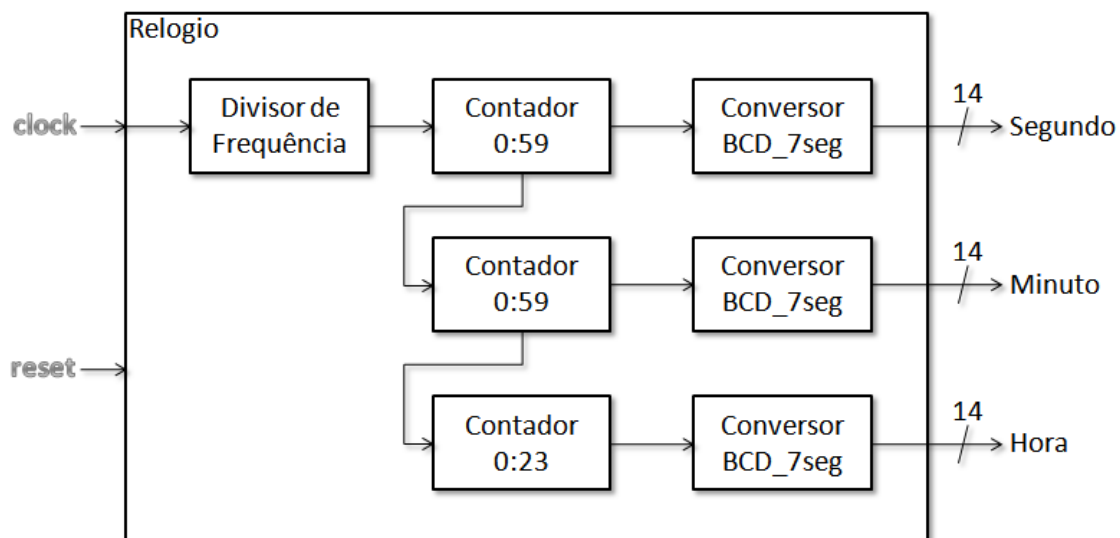 Relogio
clock
Divisor de
Frequência
Contador
0:59
Conversor
BCD_7seg
14
Segundo
Contador
0:59
Conversor
BCD_7seg
14
Minuto
reset
Contador
0:23
Conversor
BCD_7seg
14
Hora